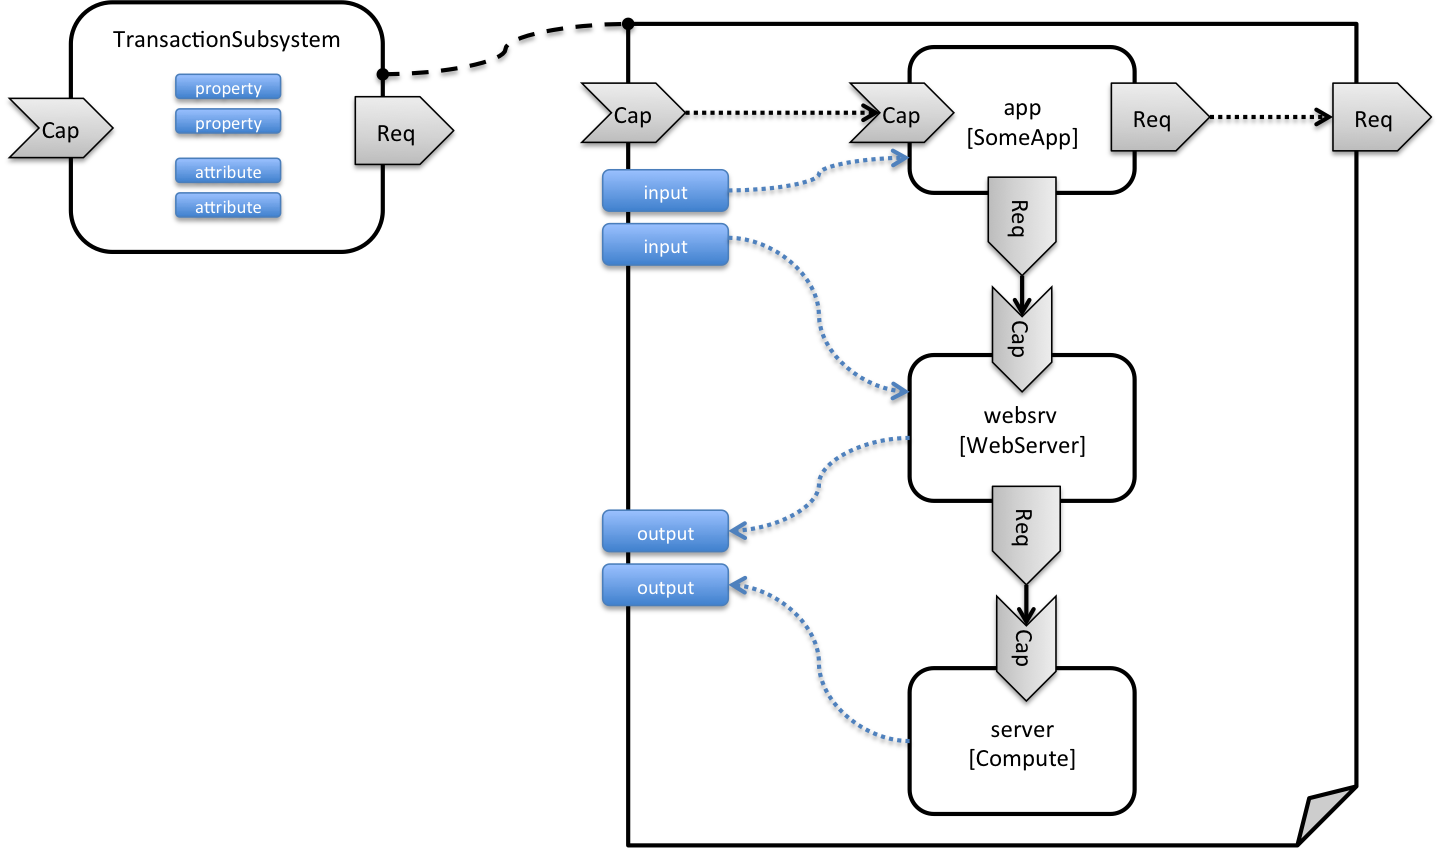 TransactionSubsystem
property
property
attribute
attribute
Cap
Req
Cap
Cap
app
[SomeApp]
Req
Req
input
input
Req
Cap
websrv
[WebServer]
output
output
Req
Cap
server
[Compute]